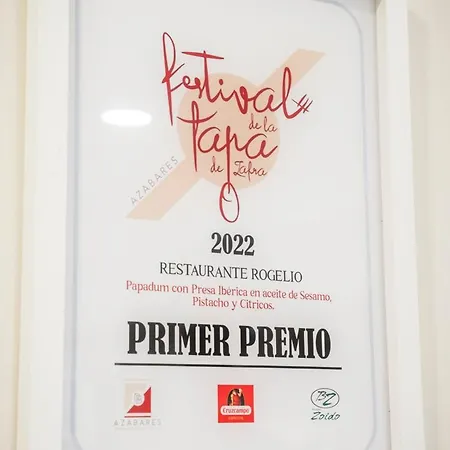 Festival
de la
Tapa
de Zafra
AZABARES
2022
RESTAURANTE ROGELIO
Papadum con Presa Ibérica en aceite de Sesamo,
Pistacho y Cítricos.
PRIMER PREMIO
AZABARES
Cruzcampo
BZ
Zoido